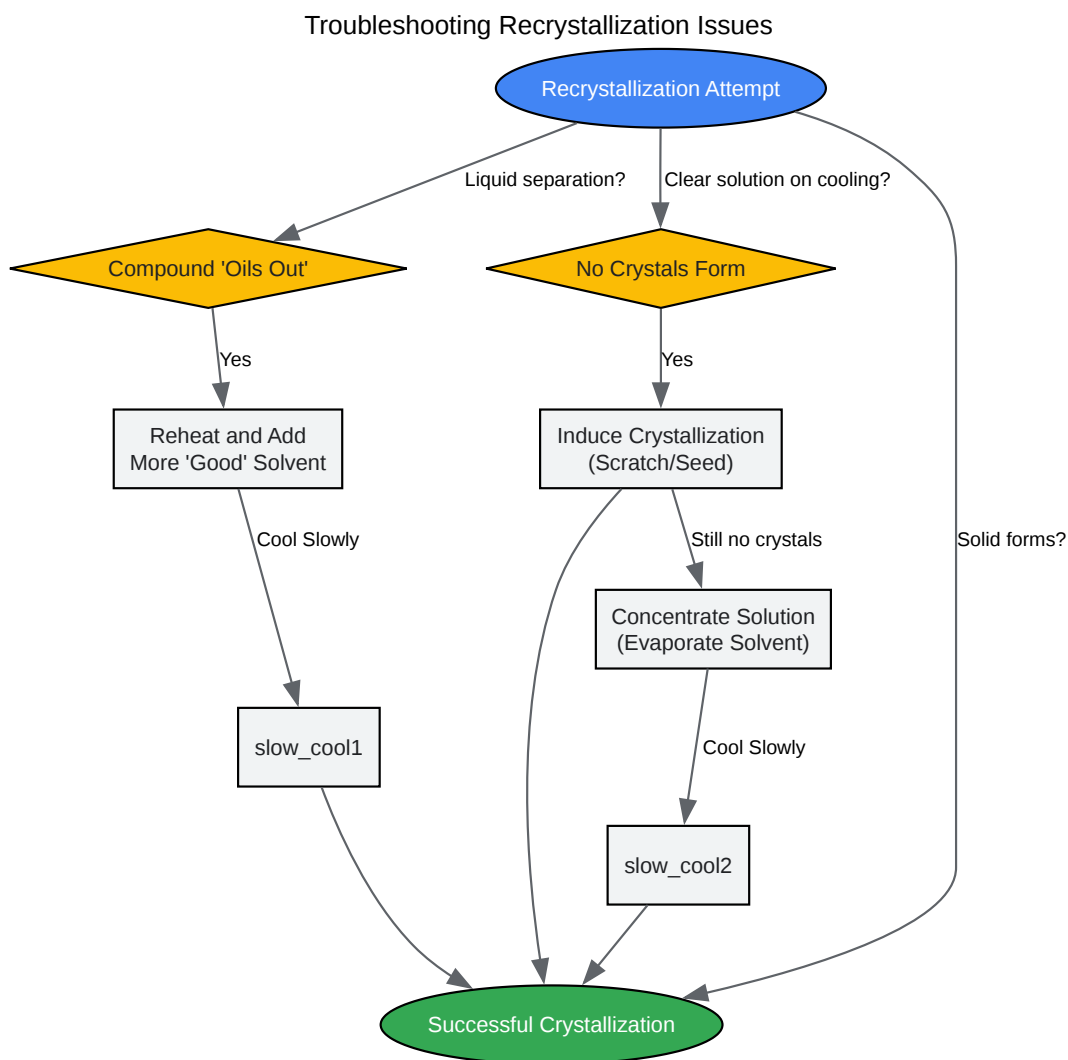 Troubleshooting Recrystallization Issues
Recrystallization Attempt
Liquid separation?
Clear solution on cooling?
Compound 'Oils Out'
No Crystals Form
Yes
Yes
Reheat and Add
More 'Good' Solvent
Induce Crystallization
(Scratch/Seed)
Cool Slowly
Still no crystals
Solid forms?
Concentrate Solution
(Evaporate Solvent)
slow_cool1
Cool Slowly
slow_cool2
Successful Crystallization